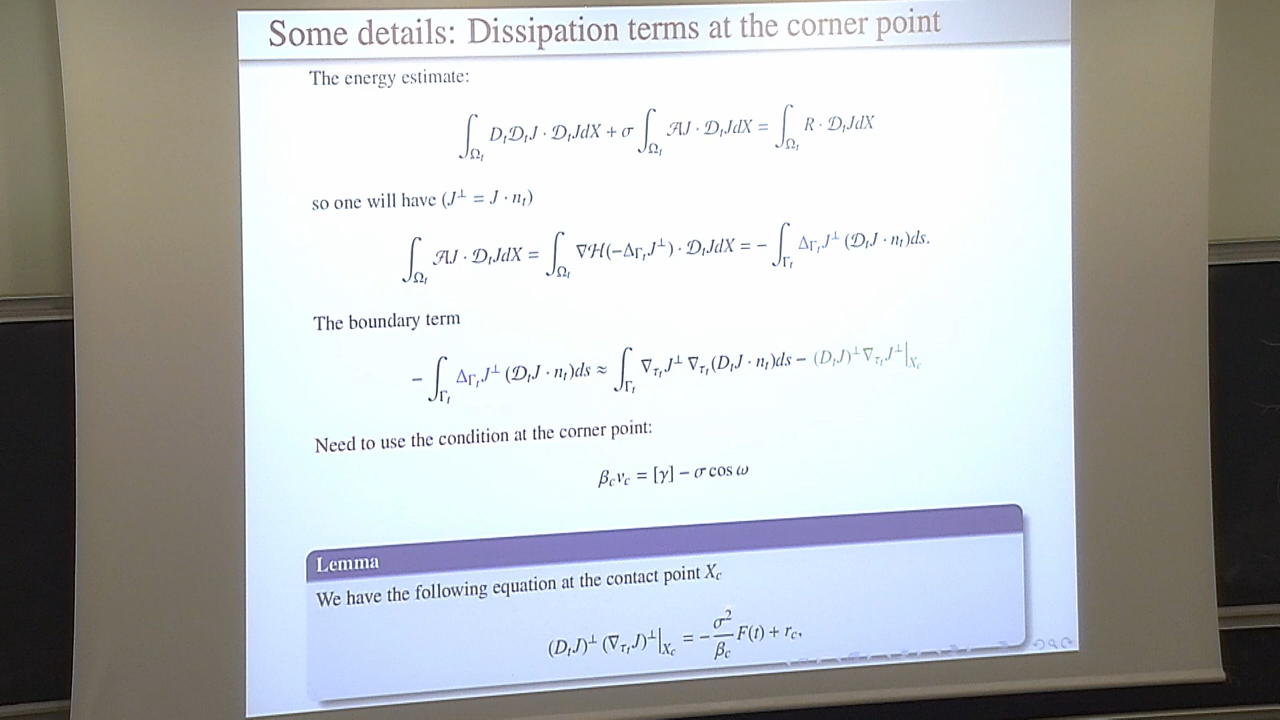 Some details: Dissipation terms at the corner point
The energy estimate:
∫_{Ω_t} D_t𝒟_tJ · 𝒟_tJdX + σ ∫_{Ω_t} 𝒜J · 𝒟_tJdX = ∫_{Ω_t} R · 𝒟_tJdX
so one will have (J^⊥ = J · n_t)
∫_{Ω_t} 𝒜J · 𝒟_tJdX = ∫_{Ω_t} ∇ℋ(−Δ_{Γ_t}J^⊥) · 𝒟_tJdX = − ∫_{Γ_t} Δ_{Γ_t}J^⊥ (𝒟_tJ · n_t)ds.
The boundary term
− ∫_{Γ_t} Δ_{Γ_t}J^⊥ (𝒟_tJ · n_t)ds ≈ ∫_{Γ_t} ∇_{τ_t}J^⊥ ∇_{τ_t}(D_tJ · n_t)ds − (D_tJ)^⊥ ∇_{τ_t}J^⊥|_{X_c}
Need to use the condition at the corner point:
β_cv_c = [γ] − σ cos ω
Lemma
We have the following equation at the contact point X_c
(D_tJ)^⊥ (∇_{τ_t}J)^⊥|_{X_c} = −σ²/β_c F(t) + r_c,